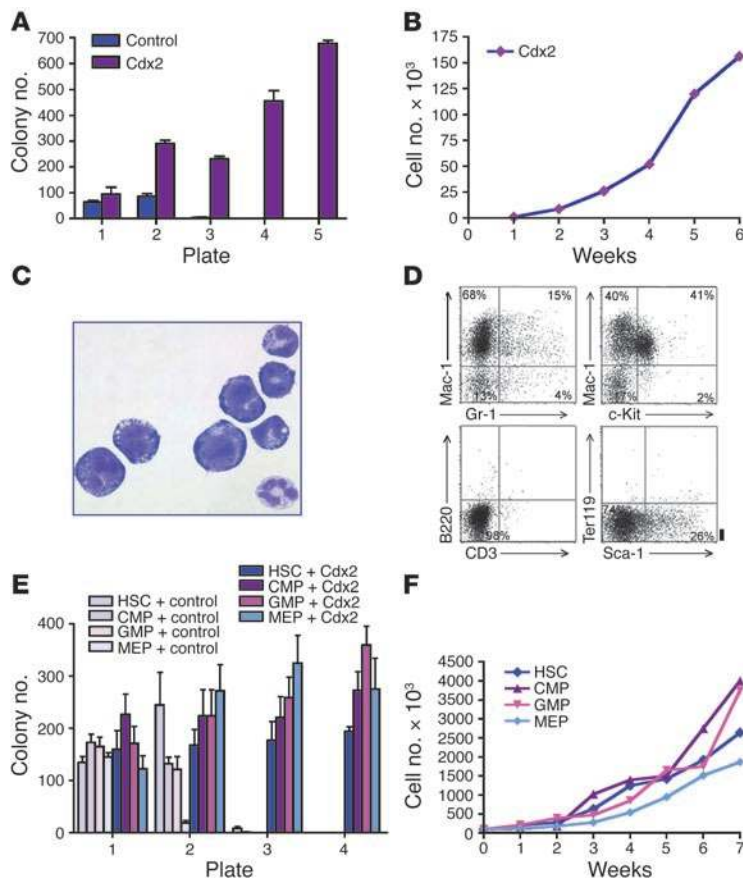 A
Control
Cdx2
Colony no.
700
600
500
400
300
200
100
0
1 2 3 4 5
Plate
B
Cdx2
Cell no. × 10³
175
150
125
100
75
50
25
0
0 1 2 3 4 5 6
Weeks
C
D
68% 15%
13% 4%
Mac-1
Gr-1
40% 41%
17% 2%
Mac-1
c-Kit
B220
98%
CD3
Ter119
74%
26%
Sca-1
E
HSC + control
CMP + control
GMP + control
MEP + control
HSC + Cdx2
CMP + Cdx2
GMP + Cdx2
MEP + Cdx2
Colony no.
400
300
200
100
0
1 2 3 4
Plate
F
HSC
CMP
GMP
MEP
Cell no. × 10³
4500
4000
3500
3000
2500
2000
1500
1000
500
0
0 1 2 3 4 5 6 7
Weeks